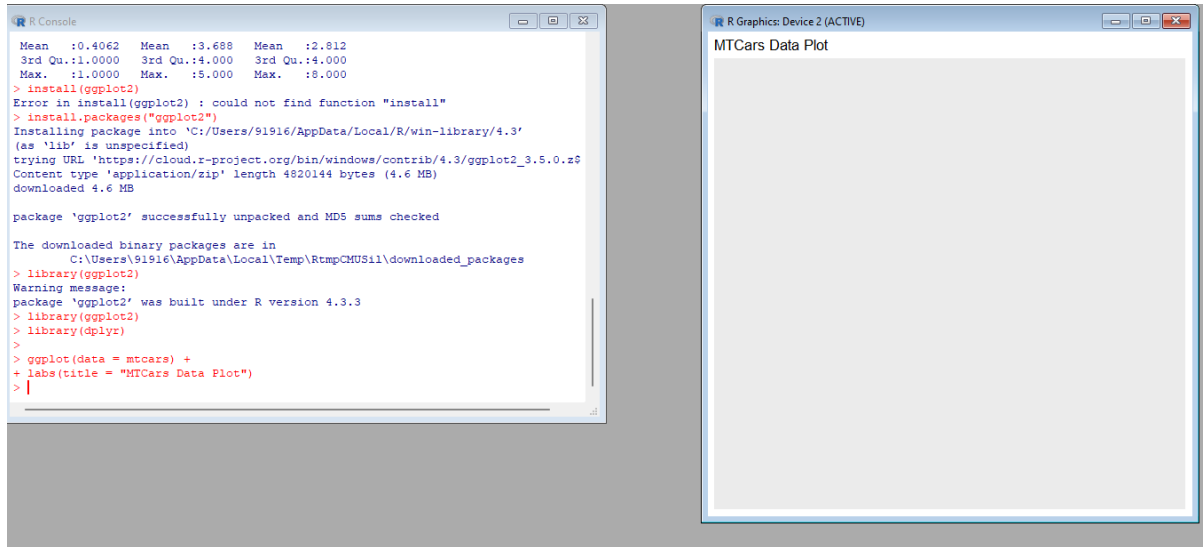 R Console
Mean   :0.4062   Mean   :3.688   Mean   :2.812
3rd Qu.:1.0000   3rd Qu.:4.000   3rd Qu.:4.000
Max.   :1.0000   Max.   :5.000   Max.   :8.000
> install(ggplot2)
Error in install(ggplot2) : could not find function "install"
> install.packages("ggplot2")
Installing package into ‘C:/Users/91916/AppData/Local/R/win-library/4.3’
(as ‘lib’ is unspecified)
trying URL 'https://cloud.r-project.org/bin/windows/contrib/4.3/ggplot2_3.5.0.z$
Content type 'application/zip' length 4820144 bytes (4.6 MB)
downloaded 4.6 MB
package ‘ggplot2’ successfully unpacked and MD5 sums checked
The downloaded binary packages are in
C:\Users\91916\AppData\Local\Temp\RtmpCMUSil\downloaded_packages
> library(ggplot2)
Warning message:
package ‘ggplot2’ was built under R version 4.3.3
> library(ggplot2)
> library(dplyr)
>
> ggplot(data = mtcars) +
+ labs(title = "MTCars Data Plot")
>
R Graphics: Device 2 (ACTIVE)
MTCars Data Plot